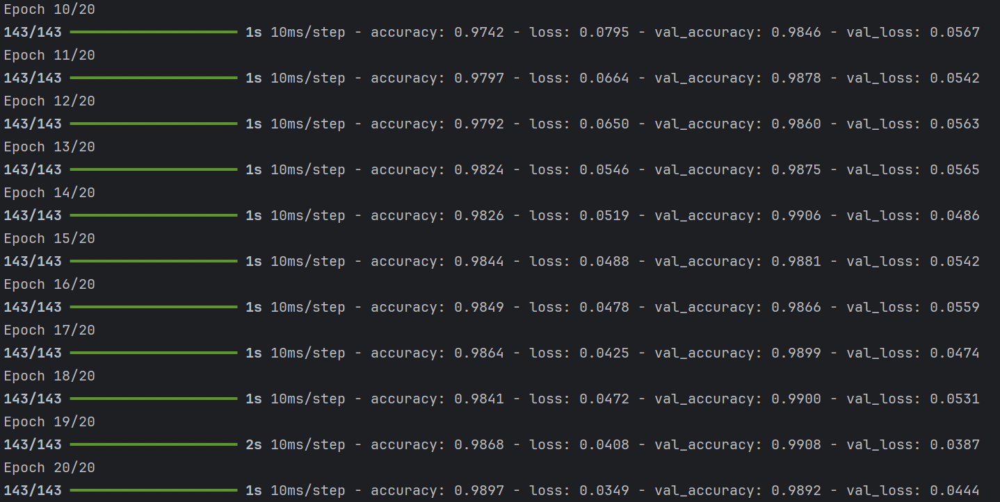 Epoch 10/20
143/143 ━━━━━━━━━━━━━━━━━━━━ 1s 10ms/step - accuracy: 0.9742 - loss: 0.0795 - val_accuracy: 0.9846 - val_loss: 0.0567
Epoch 11/20
143/143 ━━━━━━━━━━━━━━━━━━━━ 1s 10ms/step - accuracy: 0.9797 - loss: 0.0664 - val_accuracy: 0.9878 - val_loss: 0.0542
Epoch 12/20
143/143 ━━━━━━━━━━━━━━━━━━━━ 1s 10ms/step - accuracy: 0.9792 - loss: 0.0650 - val_accuracy: 0.9860 - val_loss: 0.0563
Epoch 13/20
143/143 ━━━━━━━━━━━━━━━━━━━━ 1s 10ms/step - accuracy: 0.9824 - loss: 0.0546 - val_accuracy: 0.9875 - val_loss: 0.0565
Epoch 14/20
143/143 ━━━━━━━━━━━━━━━━━━━━ 1s 10ms/step - accuracy: 0.9826 - loss: 0.0519 - val_accuracy: 0.9906 - val_loss: 0.0486
Epoch 15/20
143/143 ━━━━━━━━━━━━━━━━━━━━ 1s 10ms/step - accuracy: 0.9844 - loss: 0.0488 - val_accuracy: 0.9881 - val_loss: 0.0542
Epoch 16/20
143/143 ━━━━━━━━━━━━━━━━━━━━ 1s 10ms/step - accuracy: 0.9849 - loss: 0.0478 - val_accuracy: 0.9866 - val_loss: 0.0559
Epoch 17/20
143/143 ━━━━━━━━━━━━━━━━━━━━ 1s 10ms/step - accuracy: 0.9864 - loss: 0.0425 - val_accuracy: 0.9899 - val_loss: 0.0474
Epoch 18/20
143/143 ━━━━━━━━━━━━━━━━━━━━ 1s 10ms/step - accuracy: 0.9841 - loss: 0.0472 - val_accuracy: 0.9900 - val_loss: 0.0531
Epoch 19/20
143/143 ━━━━━━━━━━━━━━━━━━━━ 2s 10ms/step - accuracy: 0.9868 - loss: 0.0408 - val_accuracy: 0.9908 - val_loss: 0.0387
Epoch 20/20
143/143 ━━━━━━━━━━━━━━━━━━━━ 1s 10ms/step - accuracy: 0.9897 - loss: 0.0349 - val_accuracy: 0.9892 - val_loss: 0.0444